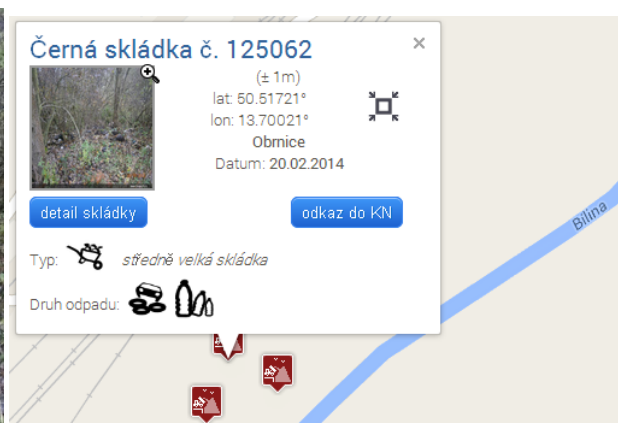 Černá skládka č. 125062
×
(± 1m)
lat: 50.51721°
lon: 13.70021°
Obrnice
Datum: 20.02.2014
detail skládky
odkaz do KN
Typ: středně velká skládka
Druh odpadu:
Bílina